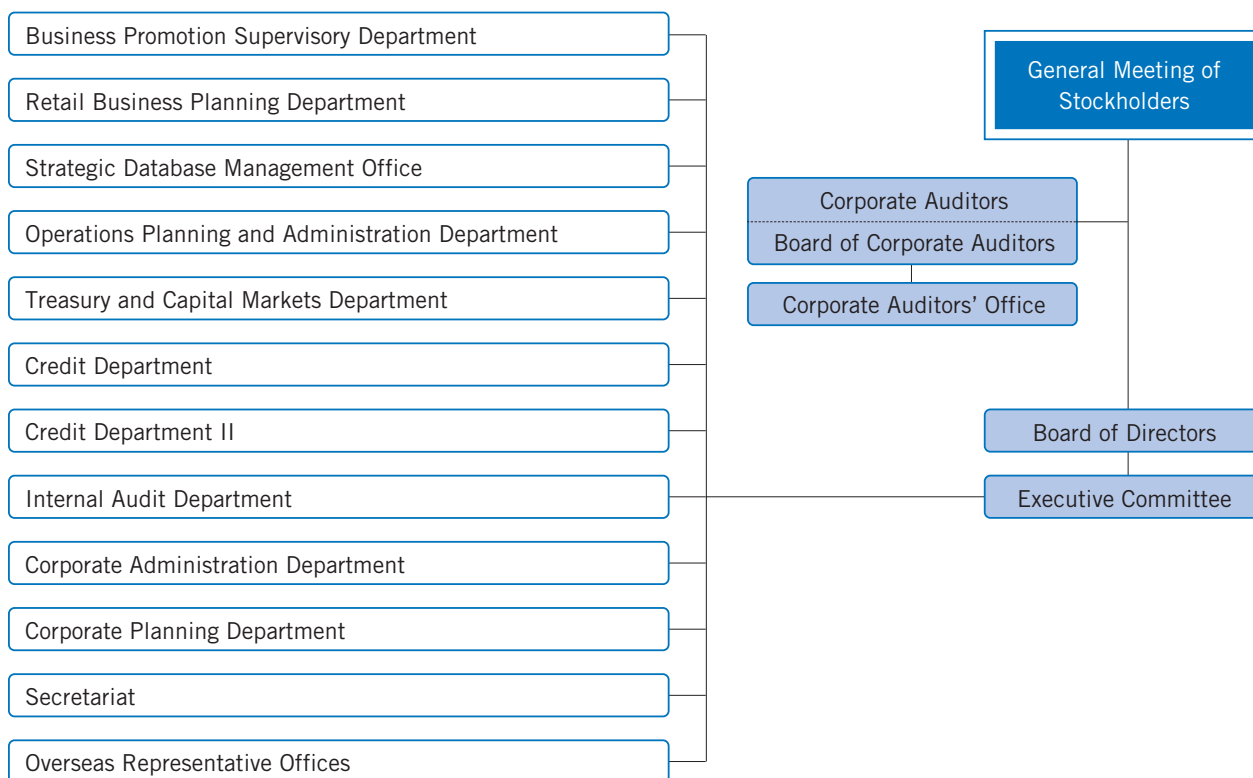 Business Promotion Supervisory Department
Retail Business Planning Department
Strategic Database Management Office
Operations Planning and Administration Department
Treasury and Capital Markets Department
Credit Department
Credit Department II
Internal Audit Department
Corporate Administration Department
Corporate Planning Department
Secretariat
Overseas Representative Offices
General Meeting of
Stockholders
Corporate Auditors
Board of Corporate Auditors
Corporate Auditors’ Office
Board of Directors
Executive Committee